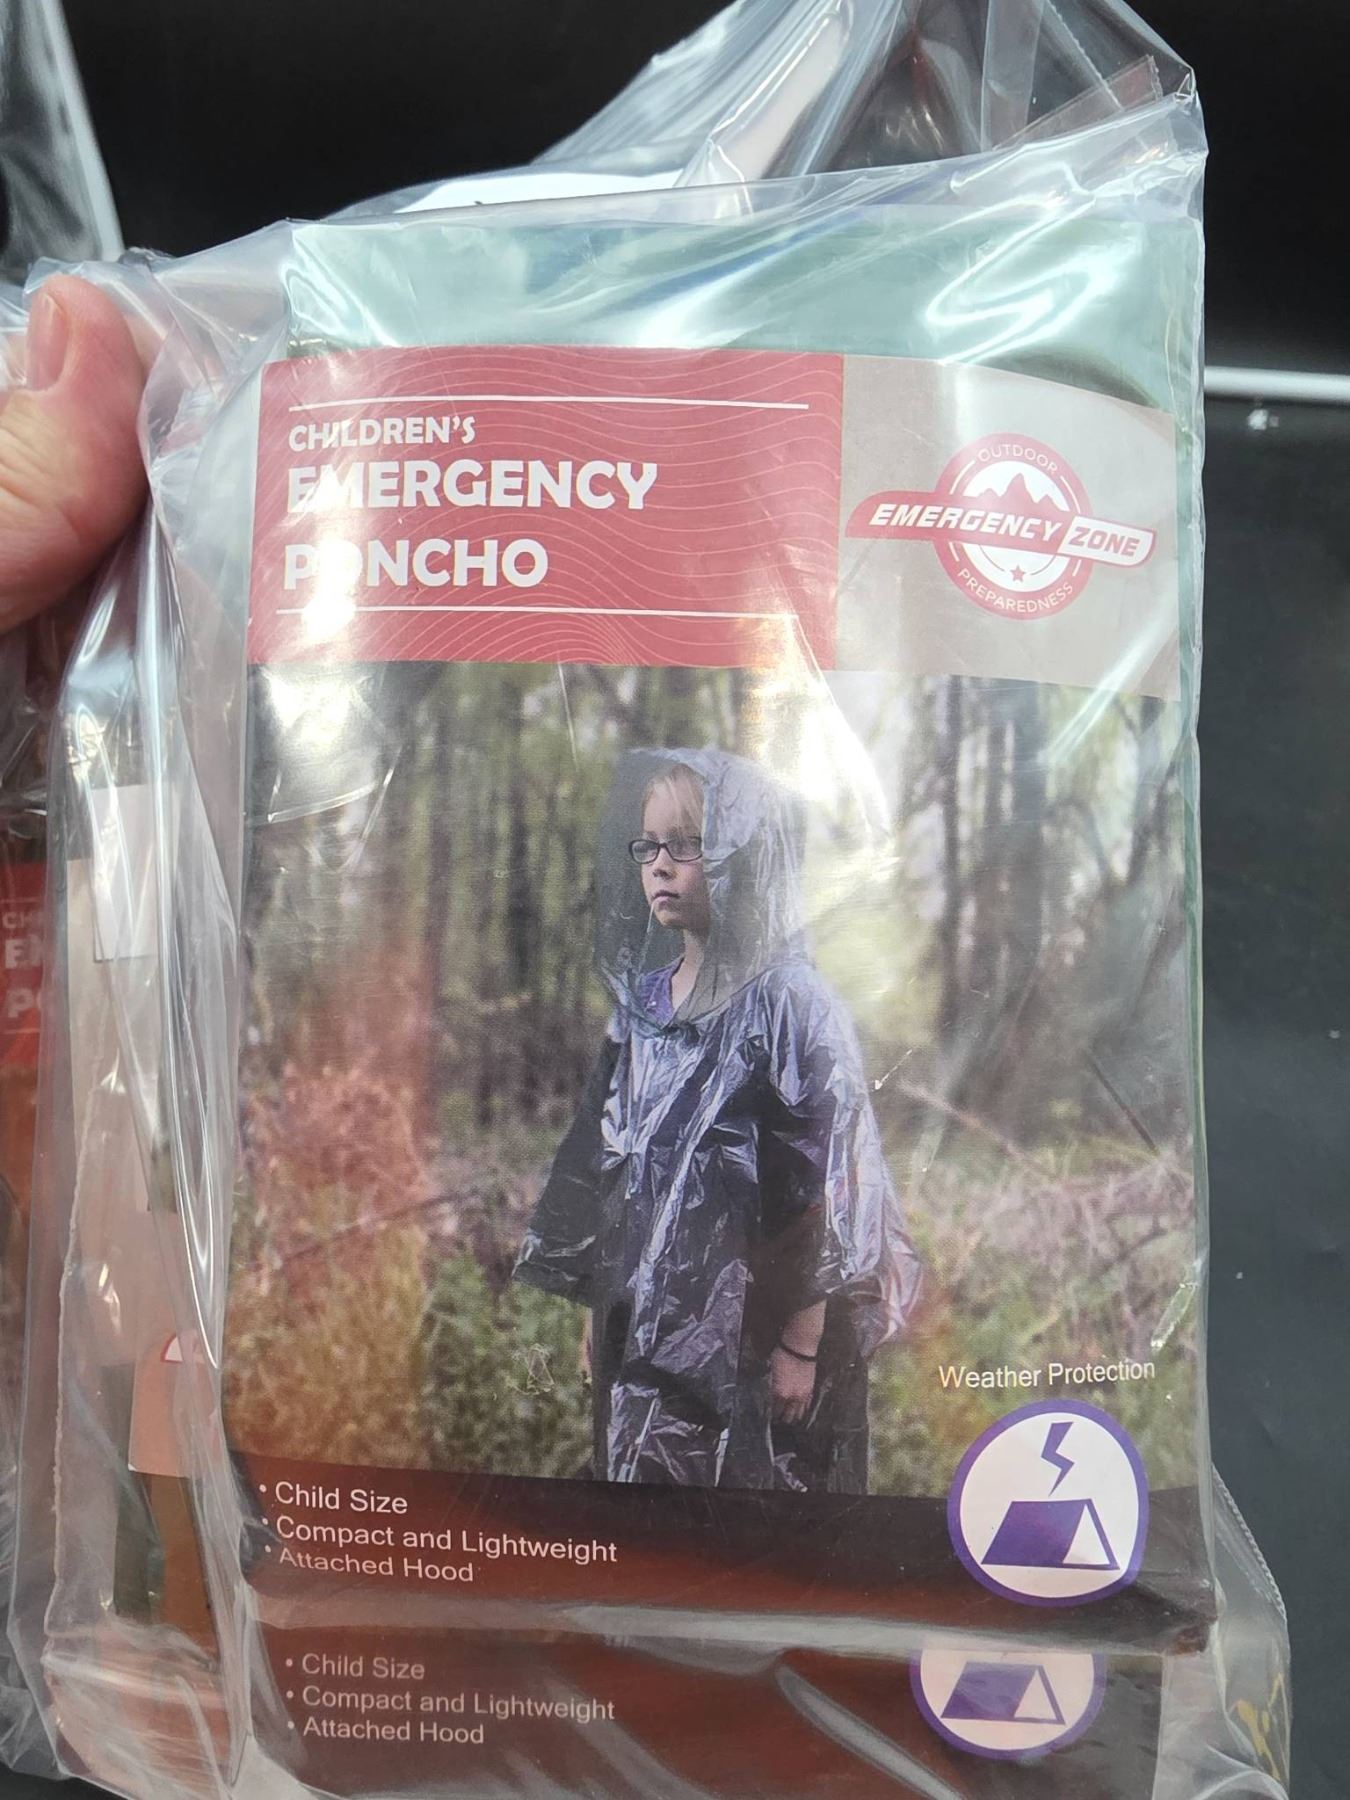 CHILDREN'S
EMERGENCY
PONCHO
OUTDOOR
EMERGENCY ZONE
PREPAREDNESS
Weather Protection
• Child Size
• Compact and Lightweight
• Attached Hood
• Child Size
• Compact and Lightweight
• Attached Hood